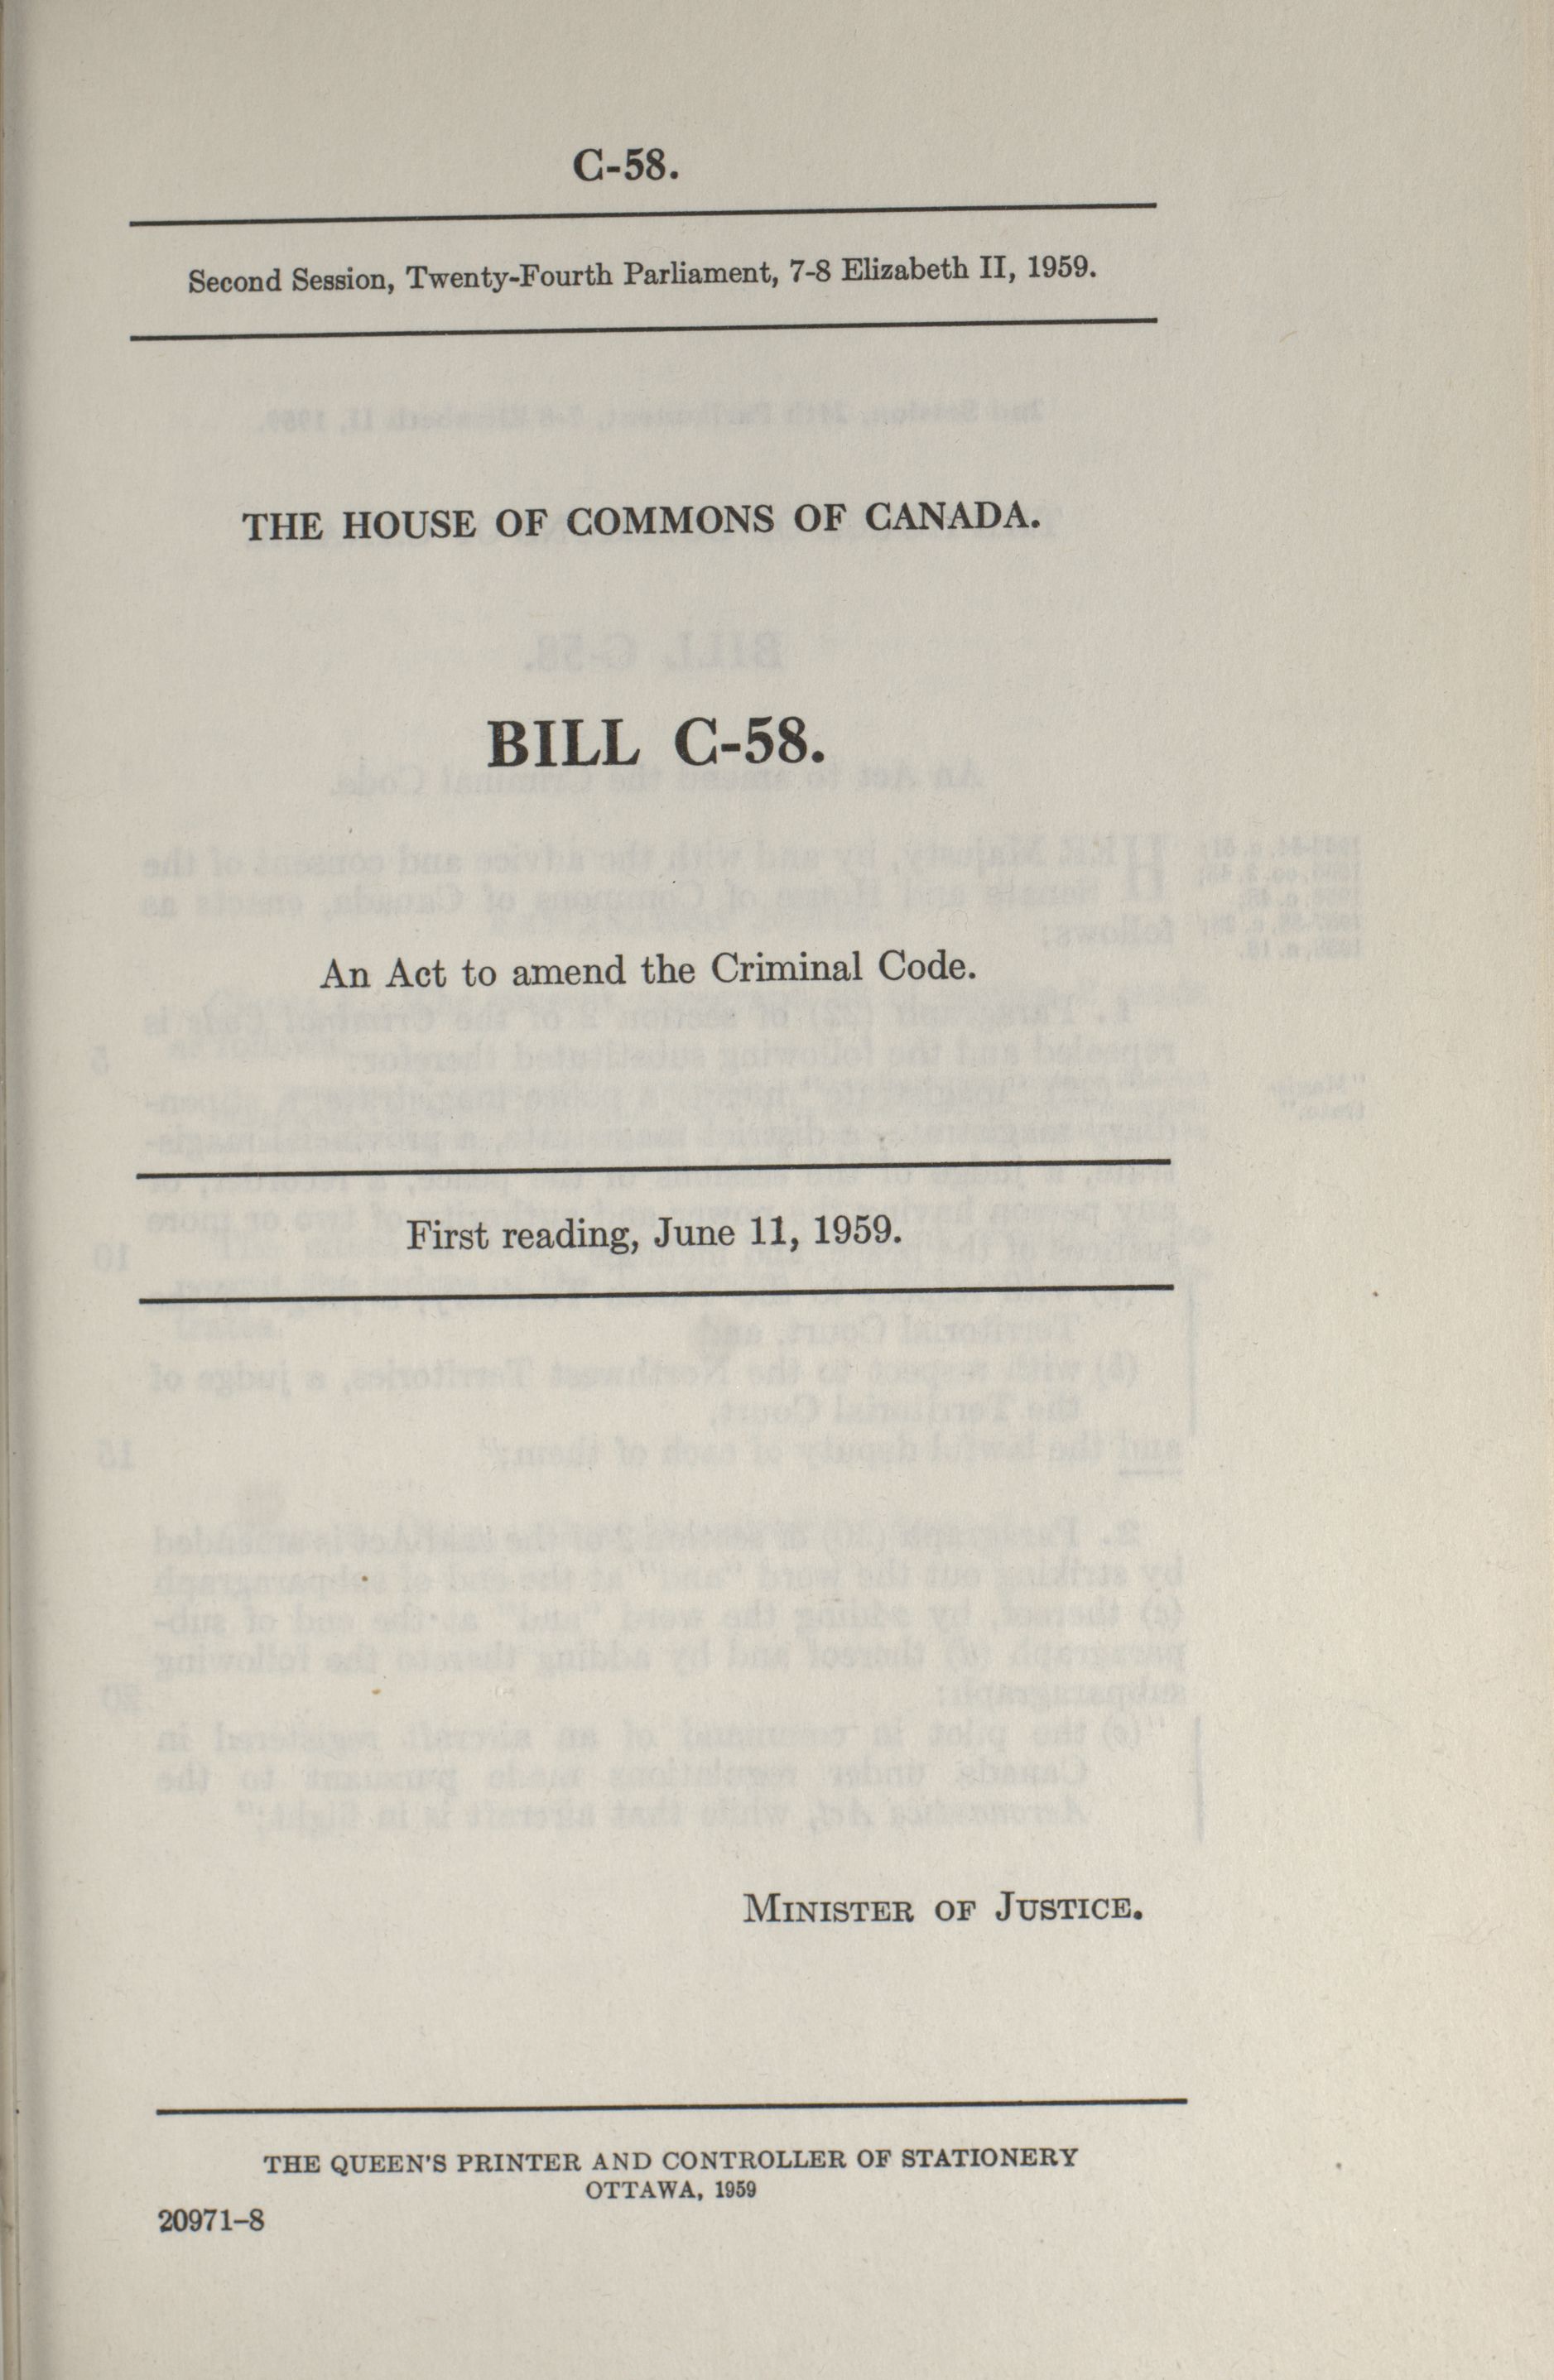 C-58.
Second Session, Twenty-Fourth Parliament, 7-8 Elizabeth II, 1959.
THE HOUSE OF COMMONS OF CANADA.
BILL C-58.
An Act to amend the Criminal Code.
First reading, June 11, 1959.
MINISTER OF JUSTICE.
THE QUEEN'S PRINTER AND CONTROLLER OF STATIONERY
OTTAWA, 1959
20971-8